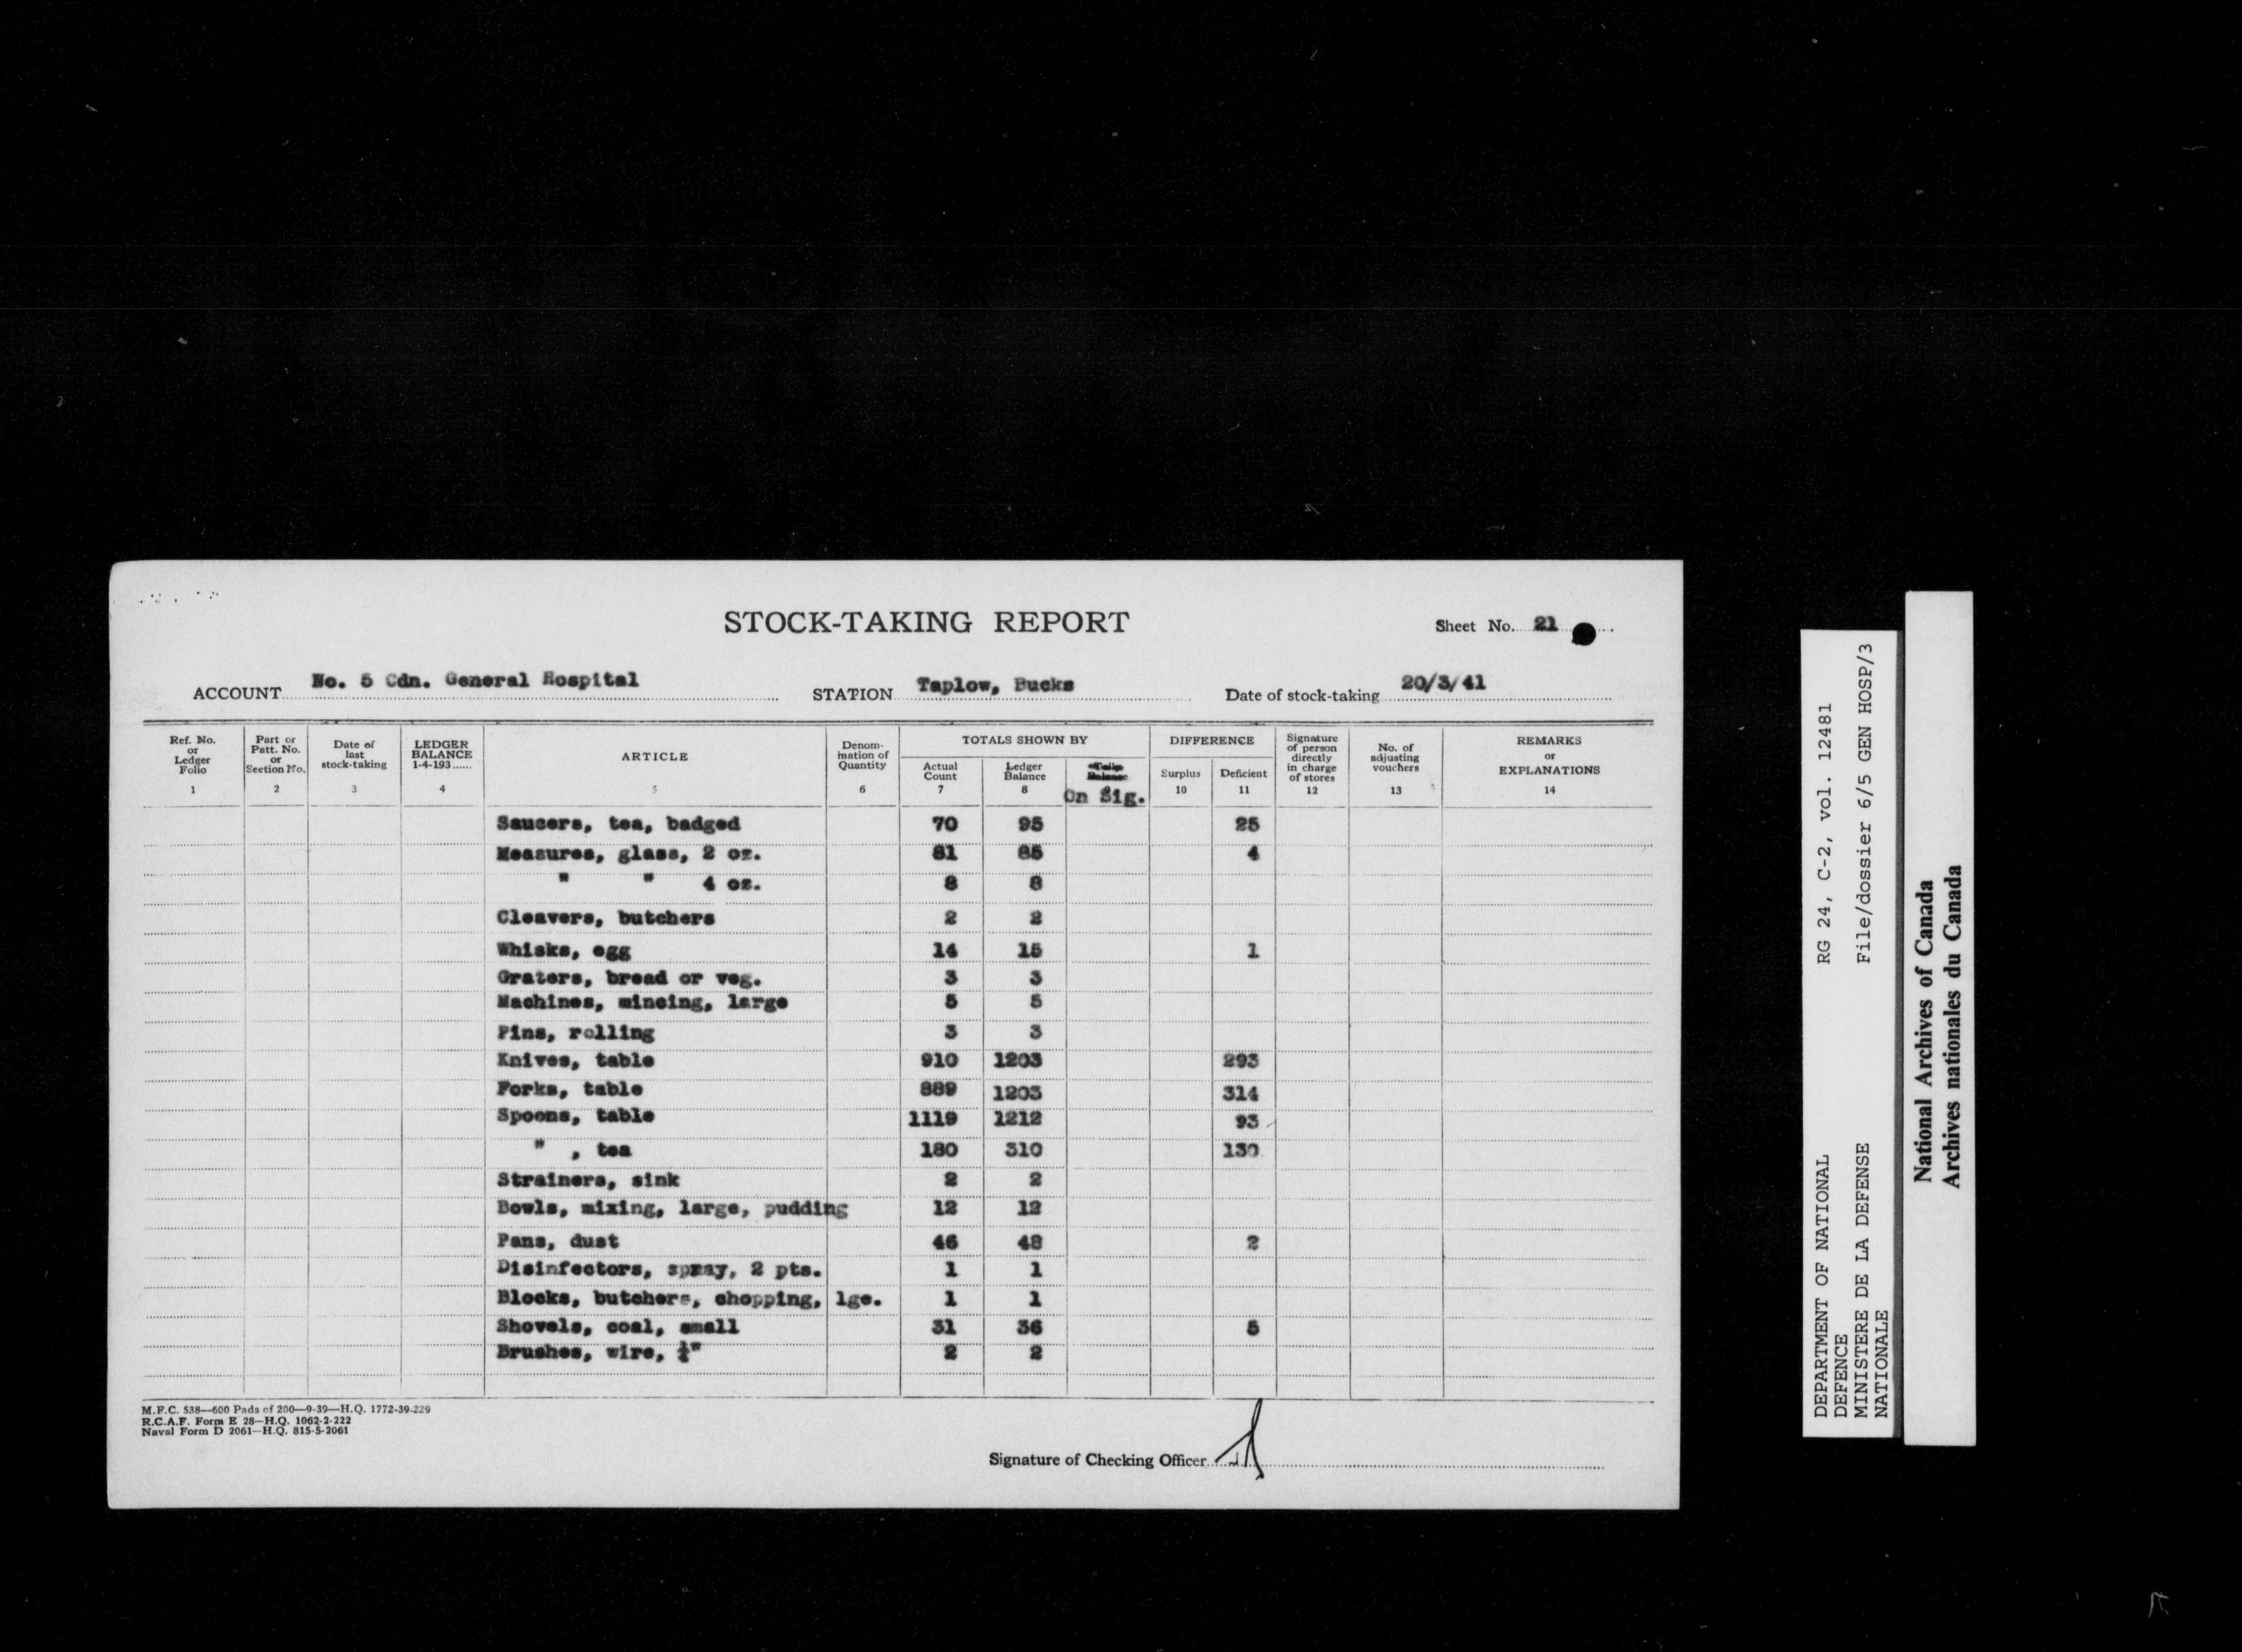 STOCK-TAKING REPORT
Sheet No. 21
ACCOUNT No. 5 Cdn. General Hospital STATION Taplow, Bucks Date of stock-taking 20/3/41
Ref. No. or Ledger Folio 1
Part or Patt. No. or Section No. 2
Date of last stock-taking 3
LEDGER BALANCE 1-4-193...... 4
ARTICLE 5
Denomination of Quantity 6
TOTALS SHOWN BY
Actual Count 7
Ledger Balance 8
On Sig.
DIFFERENCE
Surplus 10
Deficient 11
Signature of person directly in charge of stores 12
No. of adjusting vouchers 13
REMARKS or EXPLANATIONS 14
Saucers, tea, badged 70 95 25
Measures, glass, 2 oz. 81 85 4
" " 4 oz. 8 8
Cleavers, butchers 2 2
Whisks, egg 14 15 1
Graters, bread or veg. 3 3
Machines, mincing, large 5 5
Pins, rolling 3 3
Knives, table 910 1203 293
Forks, table 889 1203 314
Spoons, table 1119 1212 93
" , tea 180 310 130
Strainers, sink 2 2
Bowls, mixing, large, pudding 12 12
Pans, dust 46 48 2
Disinfectors, spray, 2 pts. 1 1
Blocks, butchers, chopping, lge. 1 1
Shovels, coal, small 31 36 5
Brushes, wire, 2 2
M.F.C. 538—600 Pads of 200—9-39—H.Q. 1772-39-229
R.C.A.F. Form E 28—H.Q. 1062-2-222
Naval Form D 2061—H.Q. 815-5-2061
Signature of Checking Officer
DEPARTMENT OF NATIONAL DEFENCE
MINISTERE DE LA DEFENSE NATIONALE
RG 24, C-2, vol. 12481
File/dossier 6/5 GEN HOSP/3
National Archives of Canada
Archives nationales du Canada